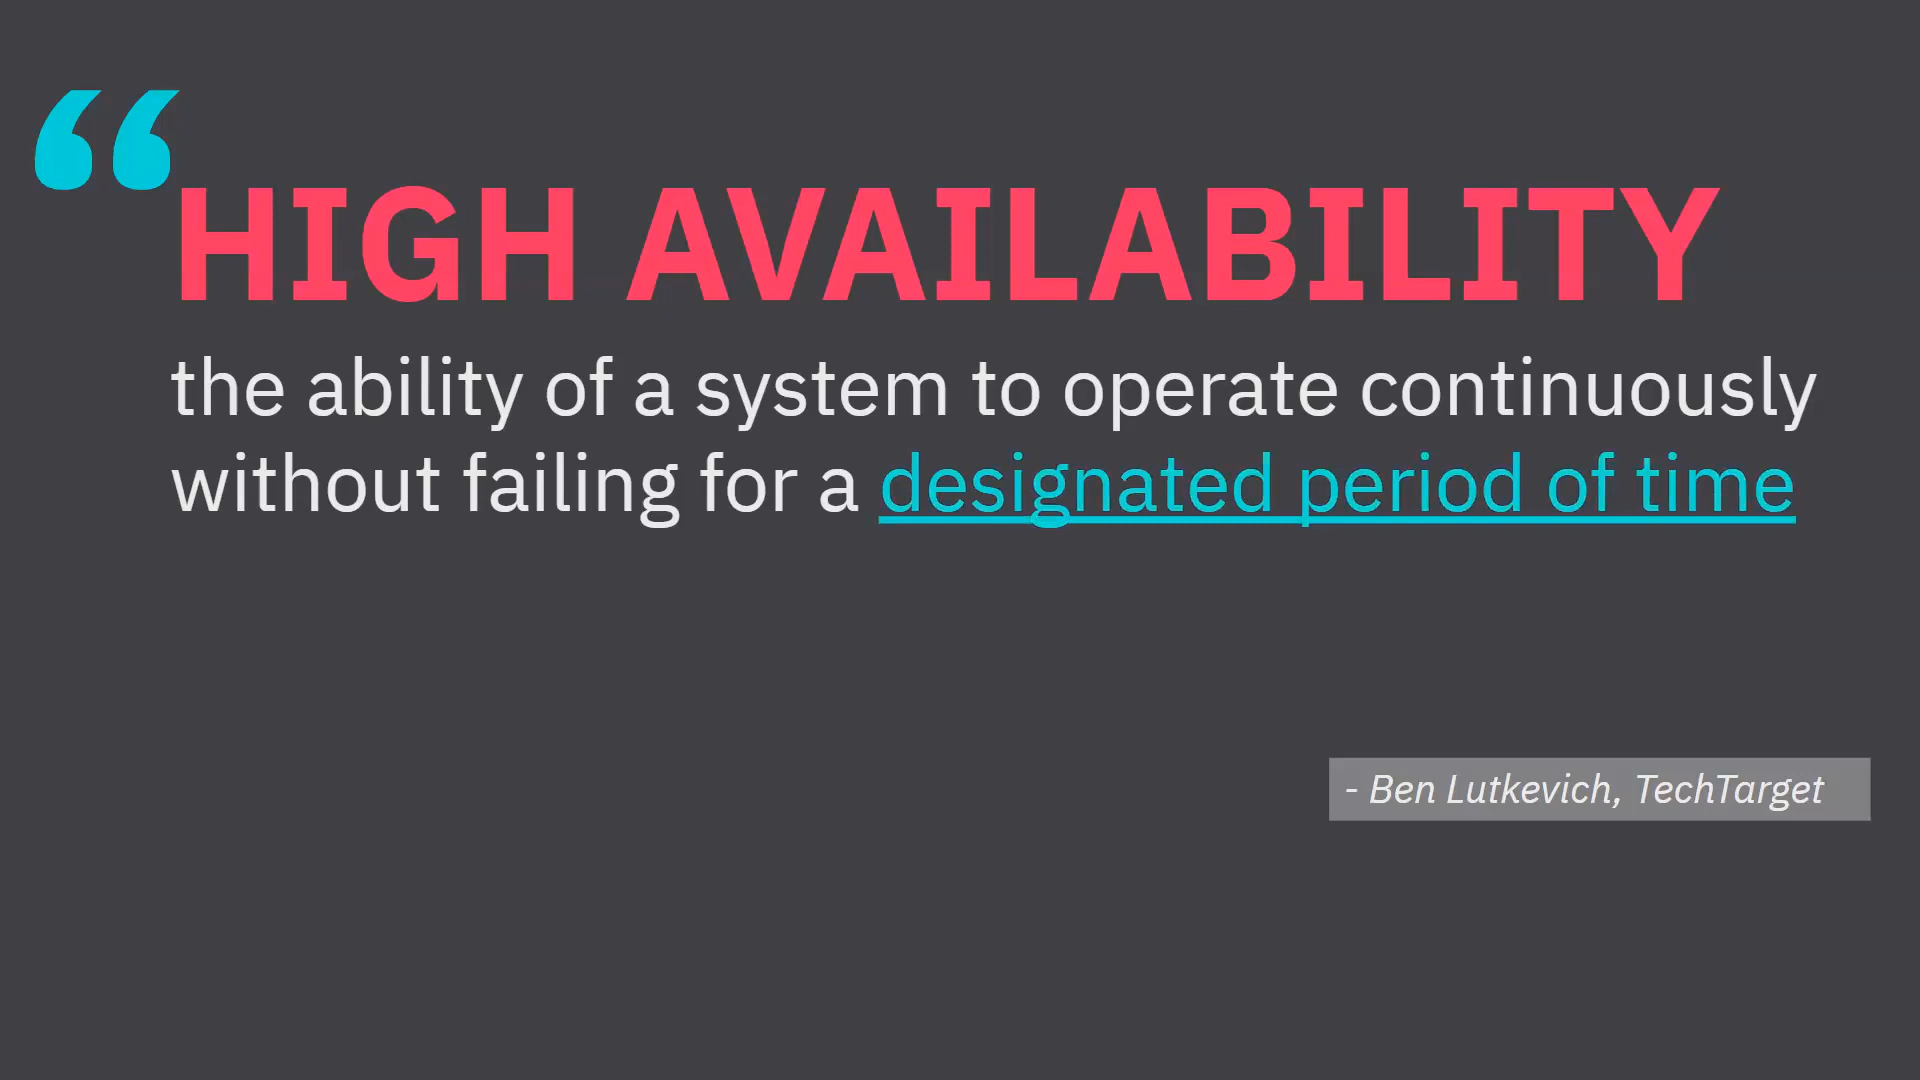 “HIGH AVAILABILITY
the ability of a system to operate continuously
without failing for a designated period of time
- Ben Lutkevich, TechTarget